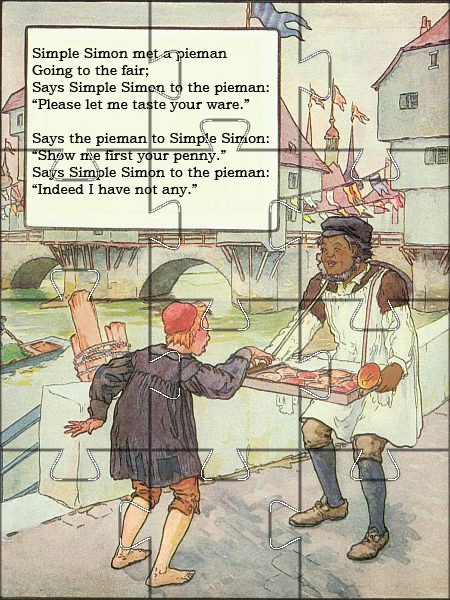 Simple Simon met a pieman
Going to the fair;
Says Simple Simon to the pieman:
“Please let me taste your ware.”
Says the pieman to Simple Simon:
“Show me first your penny.”
Says Simple Simon to the pieman:
“Indeed I have not any.”